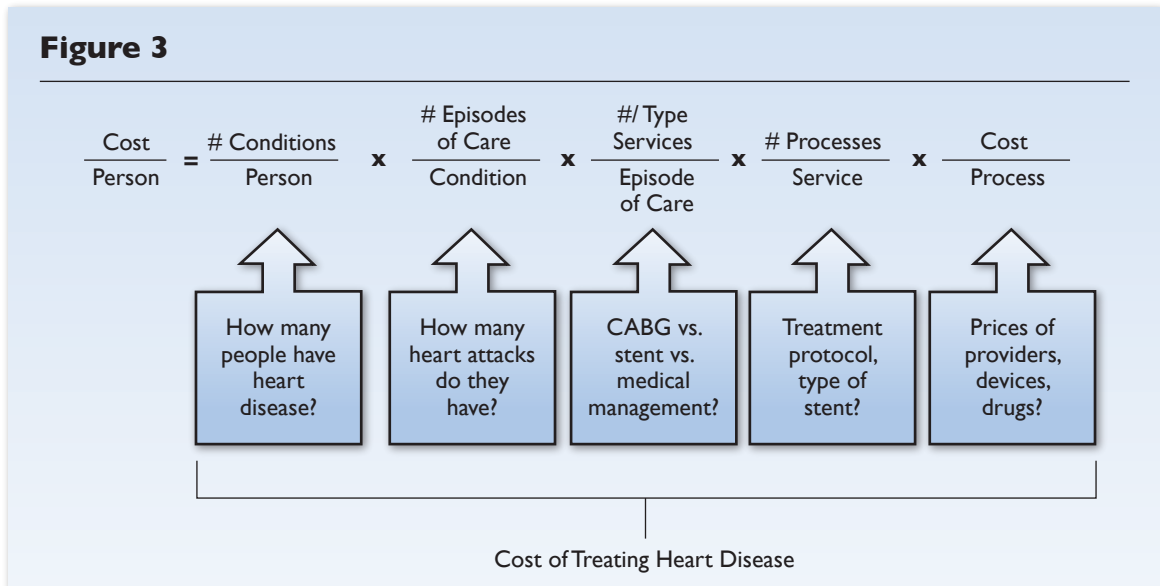 Figure 3
Cost
Person
=
# Conditions
Person
x
# Episodes
of Care
Condition
x
#/ Type
Services
Episode
of Care
x
# Processes
Service
x
Cost
Process
How many
people have
heart
disease?
How many
heart attacks
do they
have?
CABG vs.
stent vs.
medical
management?
Treatment
protocol,
type of
stent?
Prices of
providers,
devices,
drugs?
Cost of Treating Heart Disease